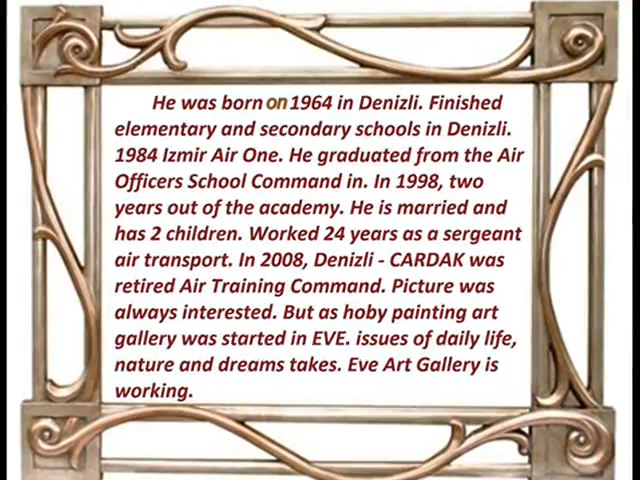 He was born on 1964 in Denizli. Finished
elementary and secondary schools in Denizli.
1984 Izmir Air One. He graduated from the Air
Officers School Command in. In 1998, two
years out of the academy. He is married and
has 2 children. Worked 24 years as a sergeant
air transport. In 2008, Denizli - CARDAK was
retired Air Training Command. Picture was
always interested. But as hoby painting art
gallery was started in EVE. issues of daily life,
nature and dreams takes. Eve Art Gallery is
working.